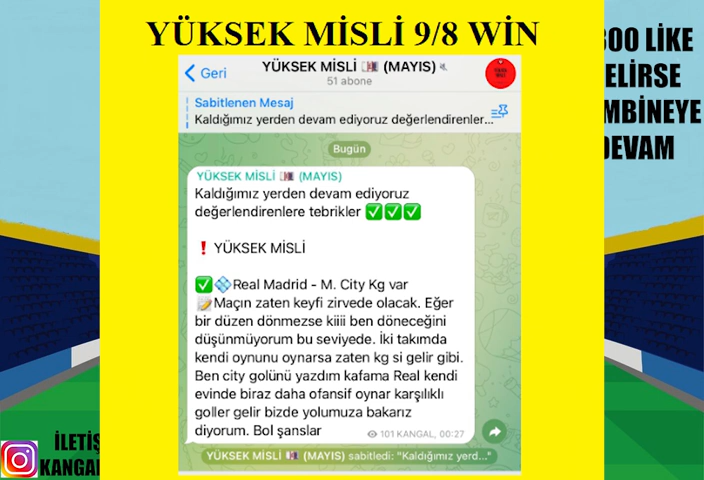 YÜKSEK MİSLİ 9/8 WİN
300 LİKE
GELİRSE
KOMBİNEYE
DEVAM
Geri
YÜKSEK MİSLİ (MAYIS)
51 abone
Sabitlenen Mesaj
Kaldığımız yerden devam ediyoruz değerlendirenler...
Bugün
YÜKSEK MİSLİ (MAYIS)
Kaldığımız yerden devam ediyoruz
değerlendirenlere tebrikler ✅✅✅
❗ YÜKSEK MİSLİ
✅💠Real Madrid - M. City Kg var
📝Maçın zaten keyfi zirvede olacak. Eğer
bir düzen dönmezse kiiii ben döneceğini
düşünmüyorum bu seviyede. İki takımda
kendi oynunu oynarsa zaten kg si gelir gibi.
Ben city golünü yazdım kafama Real kendi
evinde biraz daha ofansif oynar karşılıklı
goller gelir bizde yolumuza bakarız
diyorum. Bol şanslar
101 KANGAL, 00:27
YÜKSEK MİSLİ (MAYIS) sabitledi: "Kaldığımız yerd..."
İLETİŞ
KANGAL